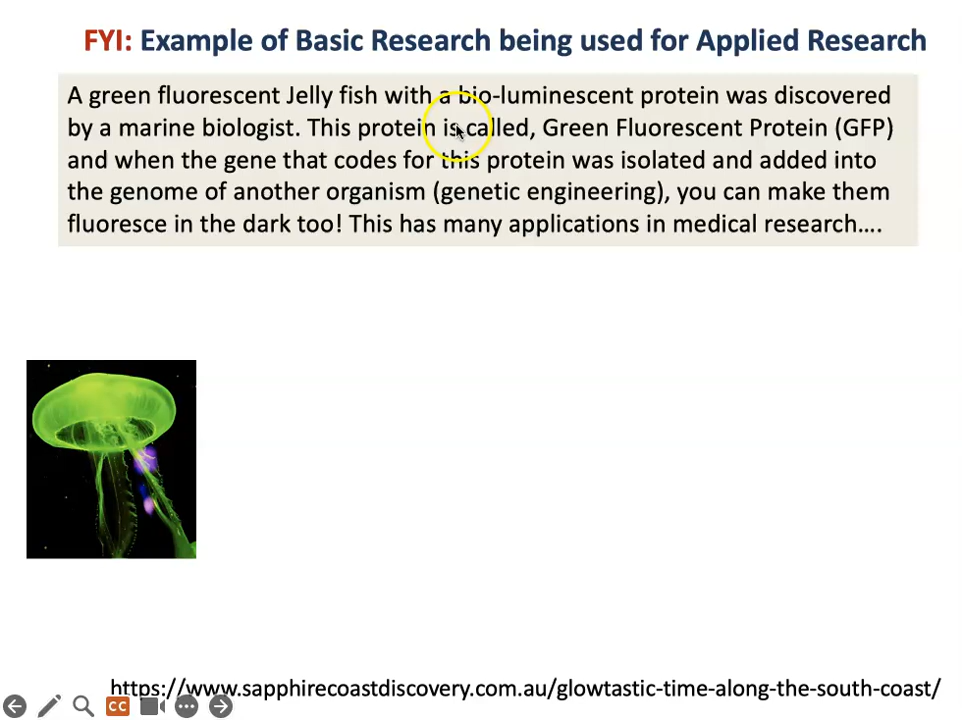 FYI: Example of Basic Research being used for Applied Research
A green fluorescent Jelly fish with a bio-luminescent protein was discovered
by a marine biologist. This protein is called, Green Fluorescent Protein (GFP)
and when the gene that codes for this protein was isolated and added into
the genome of another organism (genetic engineering), you can make them
fluoresce in the dark too! This has many applications in medical research….
https://www.sapphirecoastdiscovery.com.au/glowtastic-time-along-the-south-coast/
CC